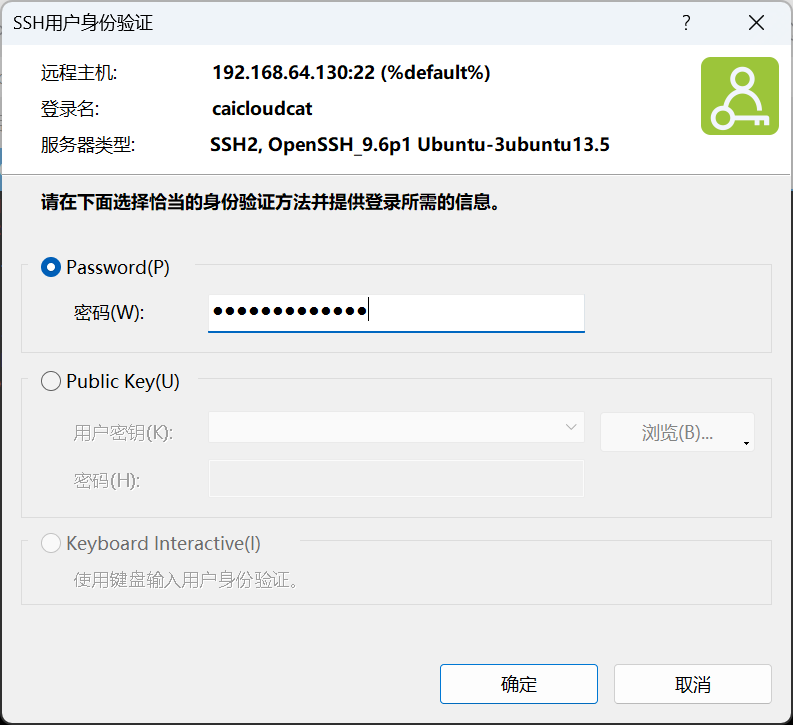 SSH用户身份验证
?
远程主机: 192.168.64.130:22 (%default%)
登录名: caicloudcat
服务器类型: SSH2, OpenSSH_9.6p1 Ubuntu-3ubuntu13.5
请在下面选择恰当的身份验证方法并提供登录所需的信息。
Password(P)
密码(W): ●●●●●●●●●●●●●
Public Key(U)
用户密钥(K): 浏览(B)...
密码(H):
Keyboard Interactive(I)
使用键盘输入用户身份验证。
确定 取消